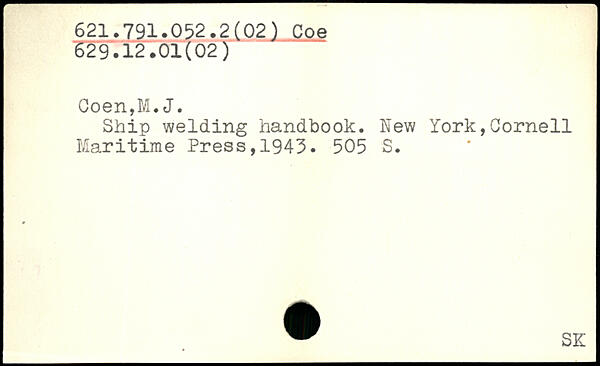 621.791.052.2(02) Coe
629.12.01(02)
Coen,M.J.
Ship welding handbook. New York,Cornell
Maritime Press,1943. 505 S.
SK